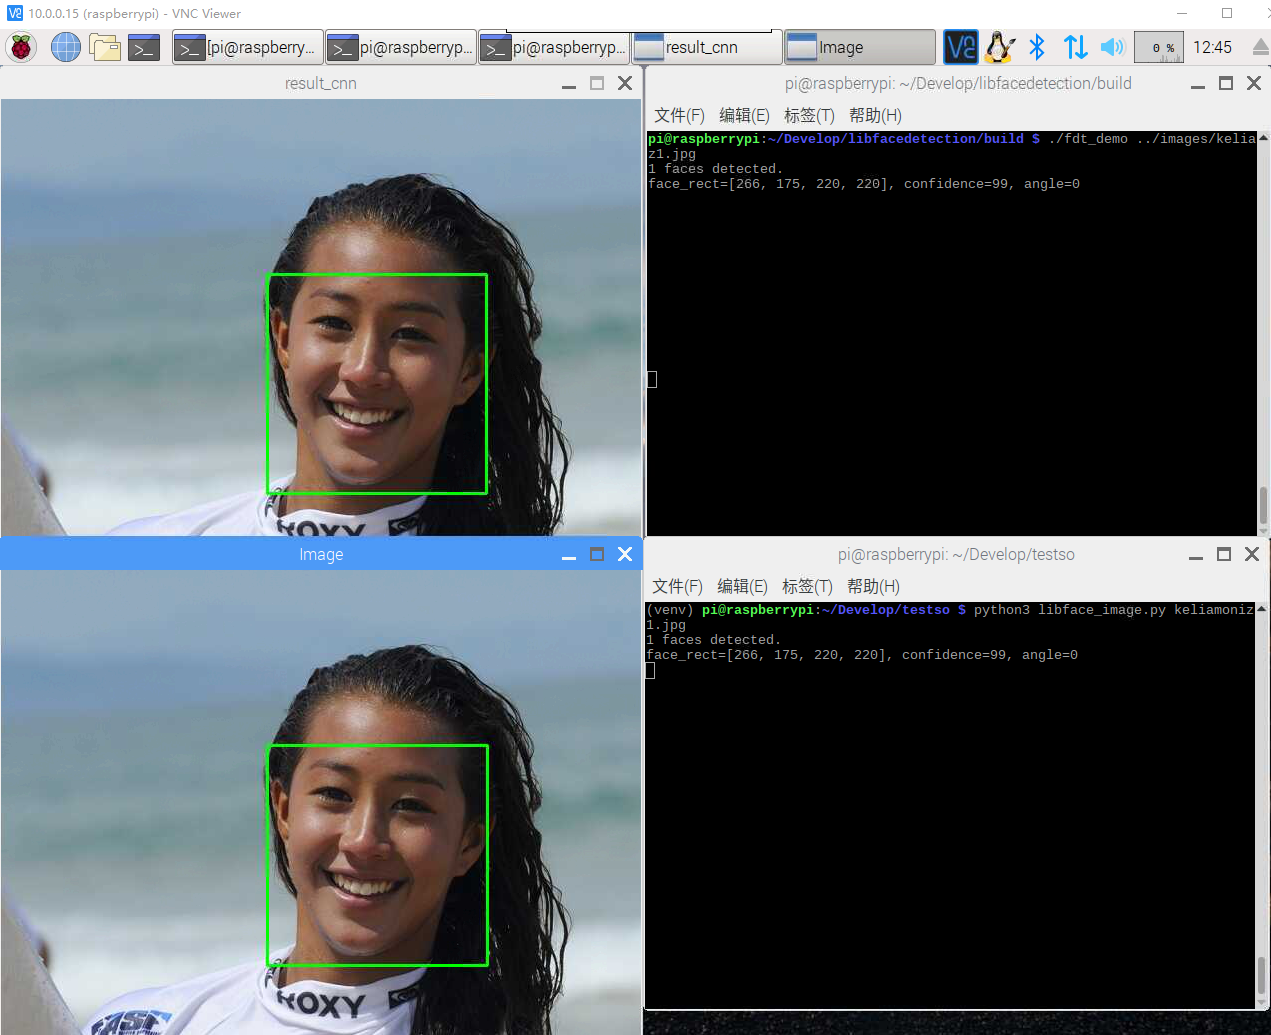 10.0.0.15 (raspberrypi) - VNC Viewer
[pi@raspberry... pi@raspberryp... pi@raspberryp... result_cnn Image 0 % 12:45
result_cnn
ROXY
pi@raspberrypi: ~/Develop/libfacedetection/build
文件(F) 编辑(E) 标签(T) 帮助(H)
pi@raspberrypi:~/Develop/libfacedetection/build $ ./fdt_demo ../images/kelia
z1.jpg
1 faces detected.
face_rect=[266, 175, 220, 220], confidence=99, angle=0
Image
ROXY
pi@raspberrypi: ~/Develop/testso
文件(F) 编辑(E) 标签(T) 帮助(H)
(venv) pi@raspberrypi:~/Develop/testso $ python3 libface_image.py keliamoniz
1.jpg
1 faces detected.
face_rect=[266, 175, 220, 220], confidence=99, angle=0